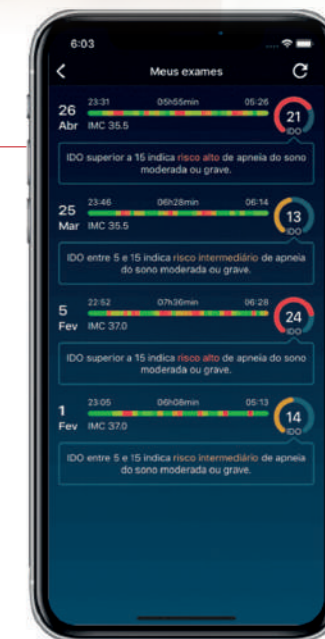 6:03
Meus exames
26 Abr
23:31 05h55min 05:26
IMC 35.5
21
IDO
IDO superior a 15 indica risco alto de apneia do sono
moderada ou grave.
25 Mar
23:46 06h28min 06:14
IMC 35.5
13
IDO
IDO entre 5 e 15 indica risco intermediário de apneia
do sono moderada ou grave.
5 Fev
22:52 07h36min 06:28
IMC 37.0
24
IDO
IDO superior a 15 indica risco alto de apneia do sono
moderada ou grave.
1 Fev
23:05 06h08min 05:13
IMC 37.0
14
IDO
IDO entre 5 e 15 indica risco intermediário de apneia
do sono moderada ou grave.